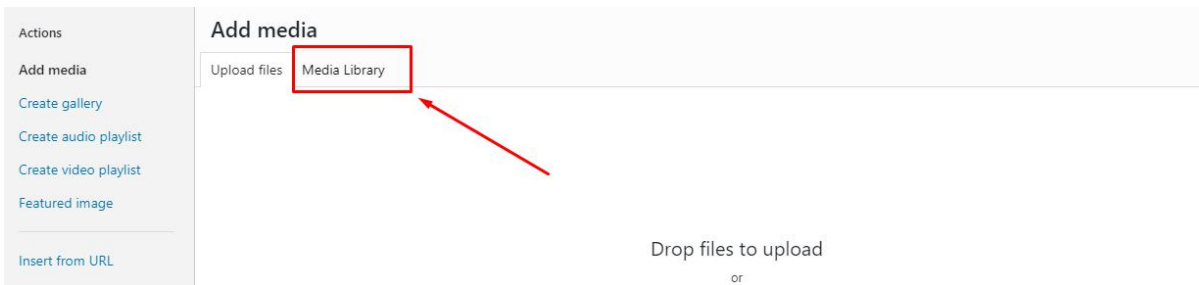 Actions
Add media
Create gallery
Create audio playlist
Create video playlist
Featured image
Insert from URL
Add media
Upload files
Media Library
Drop files to upload
or